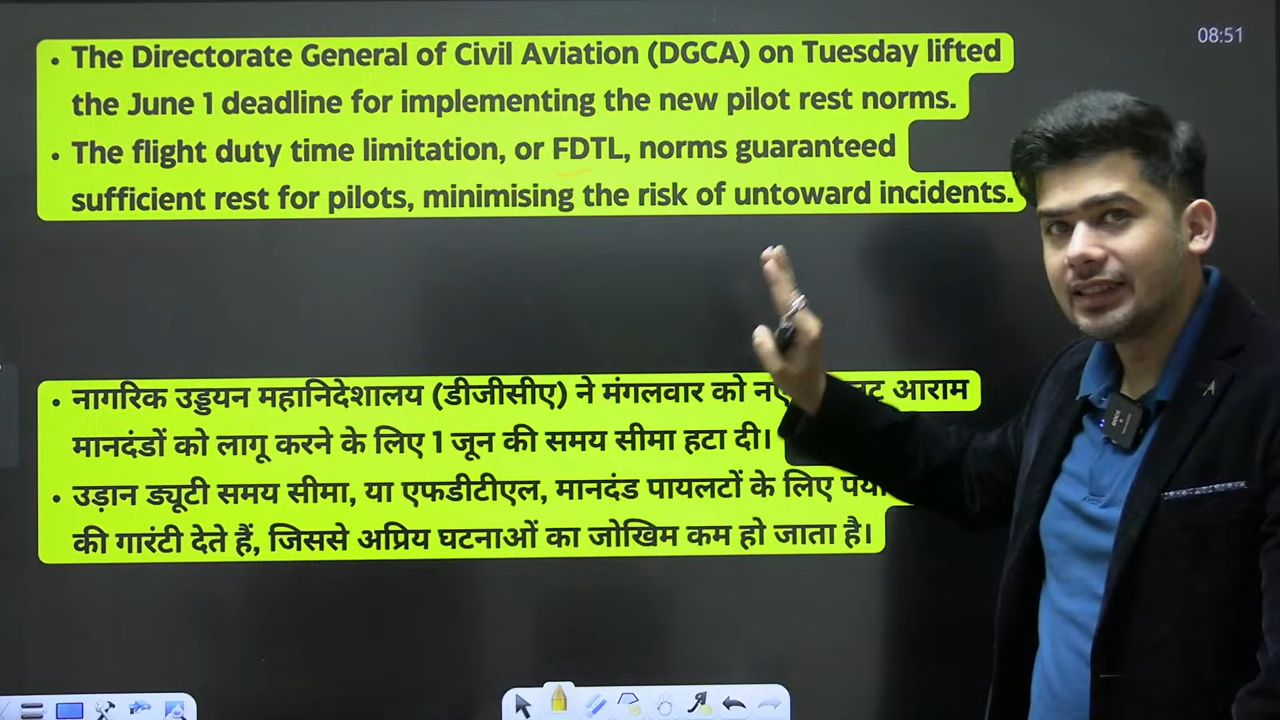 08:51
• The Directorate General of Civil Aviation (DGCA) on Tuesday lifted
the June 1 deadline for implementing the new pilot rest norms.
• The flight duty time limitation, or FDTL, norms guaranteed
sufficient rest for pilots, minimising the risk of untoward incidents.
• नागरिक उड्डयन महानिदेशालय (डीजीसीए) ने मंगलवार को आराम
मानदंडों को लागू करने के लिए 1 जून की समय सीमा हटा दी।
• उड़ान ड्यूटी समय सीमा, या एफडीटीएल, मानदंड पायलटों के लिए
की गारंटी देते हैं, जिससे अप्रिय घटनाओं का जोखिम कम हो जाता है।